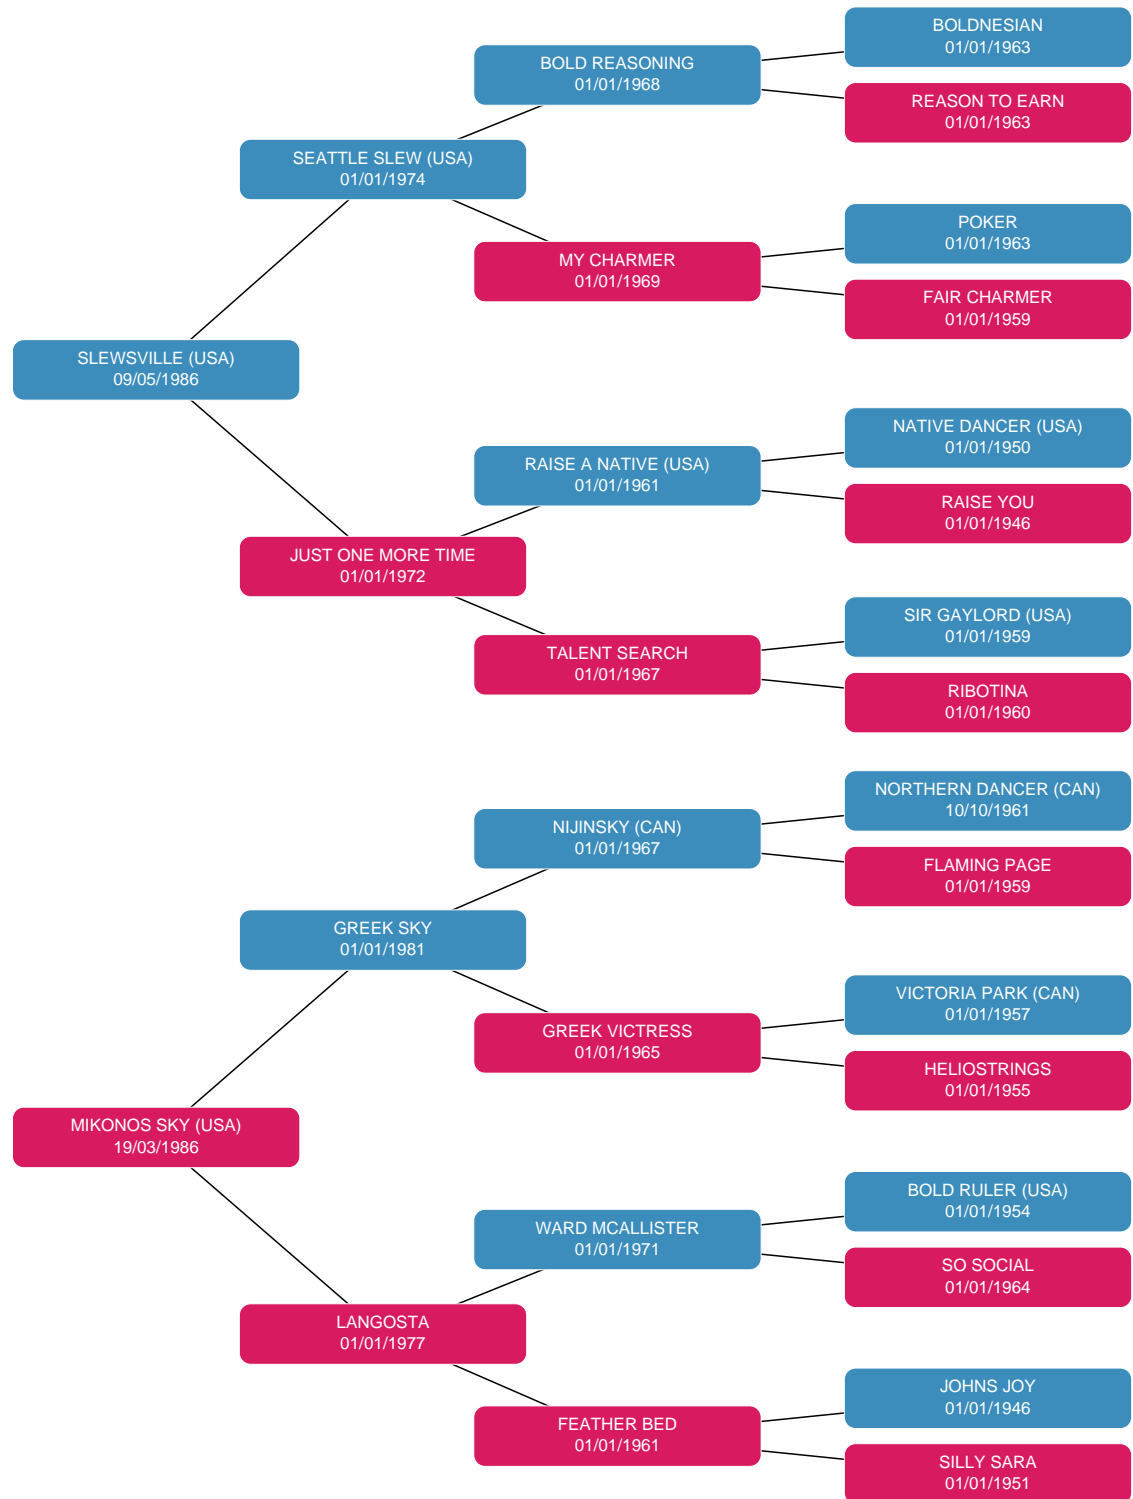 BOLDNESIAN
01/01/1963
BOLD REASONING
01/01/1968
REASON TO EARN
01/01/1963
SEATTLE SLEW (USA)
01/01/1974
POKER
01/01/1963
MY CHARMER
01/01/1969
FAIR CHARMER
01/01/1959
SLEWSVILLE (USA)
09/05/1986
NATIVE DANCER (USA)
01/01/1950
RAISE A NATIVE (USA)
01/01/1961
RAISE YOU
01/01/1946
JUST ONE MORE TIME
01/01/1972
SIR GAYLORD (USA)
01/01/1959
TALENT SEARCH
01/01/1967
RIBOTINA
01/01/1960
NORTHERN DANCER (CAN)
10/10/1961
NIJINSKY (CAN)
01/01/1967
FLAMING PAGE
01/01/1959
GREEK SKY
01/01/1981
VICTORIA PARK (CAN)
01/01/1957
GREEK VICTRESS
01/01/1965
HELIOSTRINGS
01/01/1955
MIKONOS SKY (USA)
19/03/1986
BOLD RULER (USA)
01/01/1954
WARD MCALLISTER
01/01/1971
SO SOCIAL
01/01/1964
LANGOSTA
01/01/1977
JOHNS JOY
01/01/1946
FEATHER BED
01/01/1961
SILLY SARA
01/01/1951